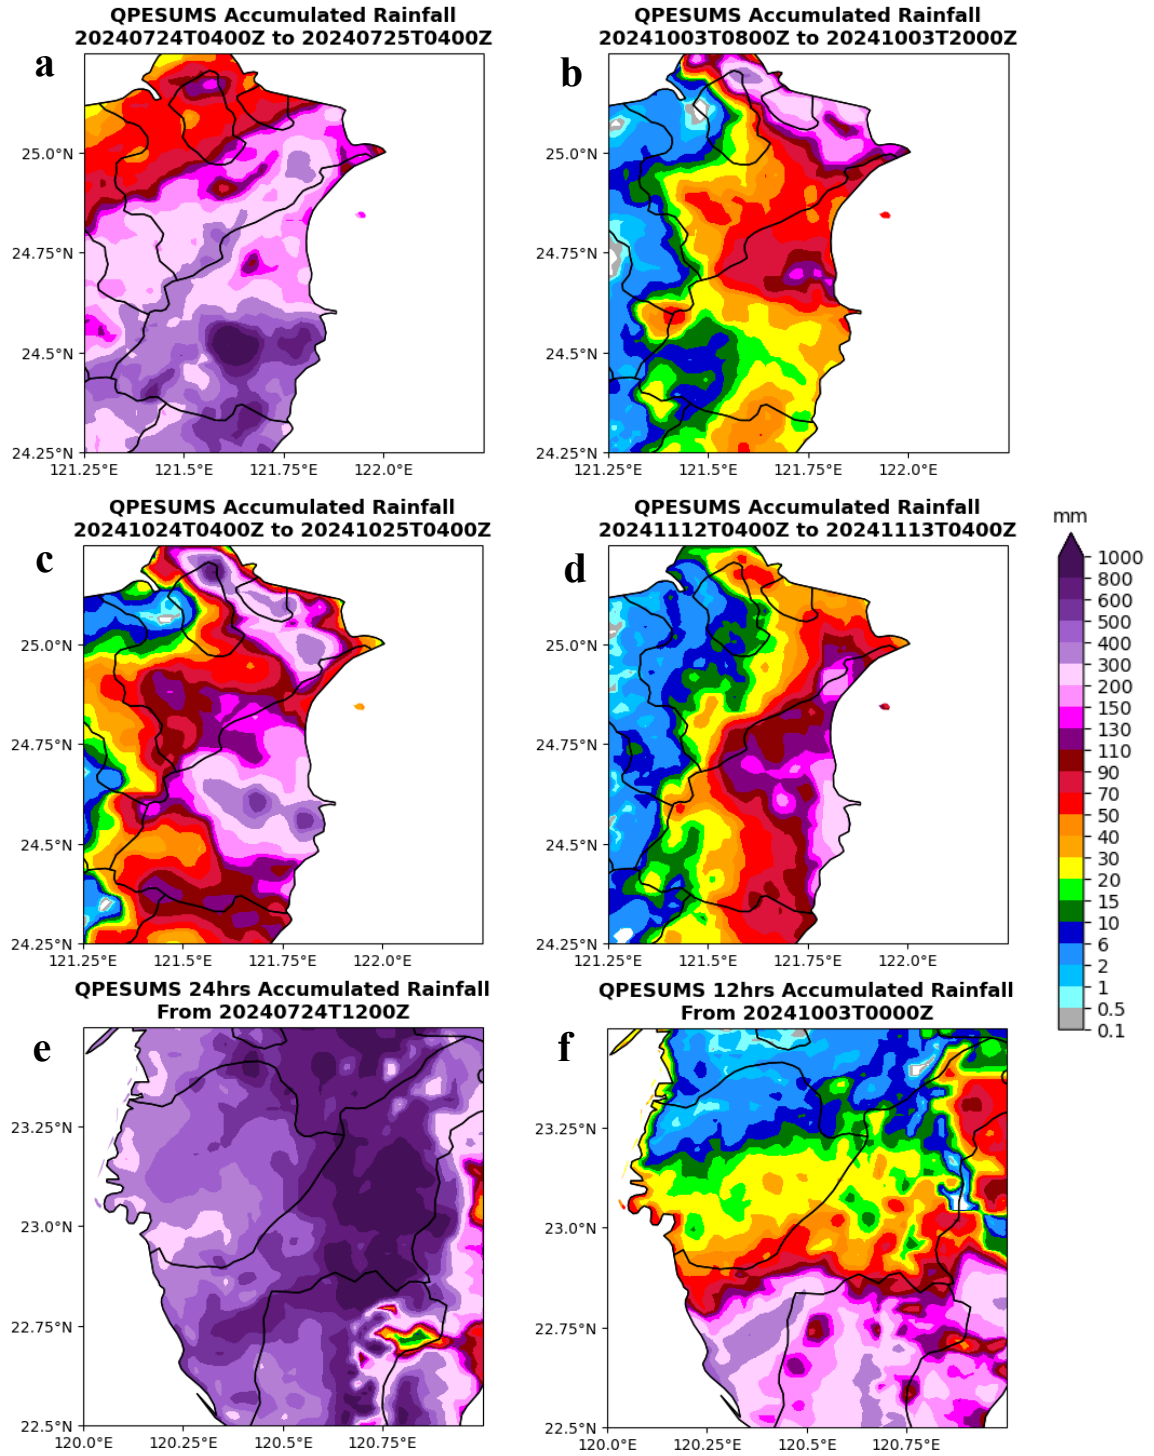 QPESUMS Accumulated Rainfall
20240724T0400Z to 20240725T0400Z
a
25.0°N
24.75°N
24.5°N
24.25°N
121.25°E 121.5°E 121.75°E 122.0°E
QPESUMS Accumulated Rainfall
20241003T0800Z to 20241003T2000Z
b
25.0°N
24.75°N
24.5°N
24.25°N
121.25°E 121.5°E 121.75°E 122.0°E
QPESUMS Accumulated Rainfall
20241024T0400Z to 20241025T0400Z
c
25.0°N
24.75°N
24.5°N
24.25°N
121.25°E 121.5°E 121.75°E 122.0°E
QPESUMS Accumulated Rainfall
20241112T0400Z to 20241113T0400Z
d
25.0°N
24.75°N
24.5°N
24.25°N
121.25°E 121.5°E 121.75°E 122.0°E
mm
1000
800
600
500
400
300
200
150
130
110
90
70
50
40
30
20
15
10
6
2
1
0.5
0.1
QPESUMS 24hrs Accumulated Rainfall
From 20240724T1200Z
e
23.25°N
23.0°N
22.75°N
22.5°N
120.0°E 120.25°E 120.5°E 120.75°E
QPESUMS 12hrs Accumulated Rainfall
From 20241003T0000Z
f
23.25°N
23.0°N
22.75°N
22.5°N
120.0°E 120.25°E 120.5°E 120.75°E